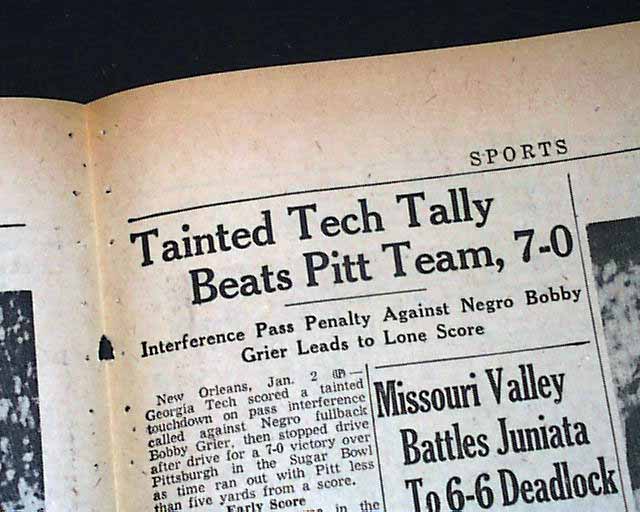 SPORTS
Tainted Tech Tally
Beats Pitt Team, 7-0
Interference Pass Penalty Against Negro Bobby
Grier Leads to Lone Score
New Orleans, Jan. 2 (AP)—
Georgia Tech scored a tainted
touchdown on pass interference
called against Negro fullback
Bobby Grier, then stopped drive
after drive for a 7-0 victory over
Pittsburgh in the Sugar Bowl
as time ran out with Pitt less
than five yards from a score.
Early Score
in the
Missouri Valley
Battles Juniata
To 6-6 Deadlock